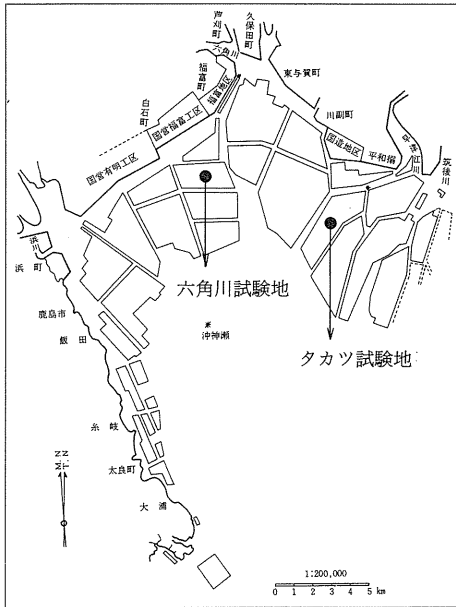 芦刈町
久保田町
六角川
東与賀町
福富町
福富地区
川副町
白石町
国営福富工区
国造地区
平和搦
早津江川
筑後川
国営有明工区
浜川
浜町
六角川試験地
鹿島市
飯田
沖神瀬
タカツ試験地
糸岐
太良町
M.N
T.N
大浦
1:200,000
0 1 2 3 4 5 km